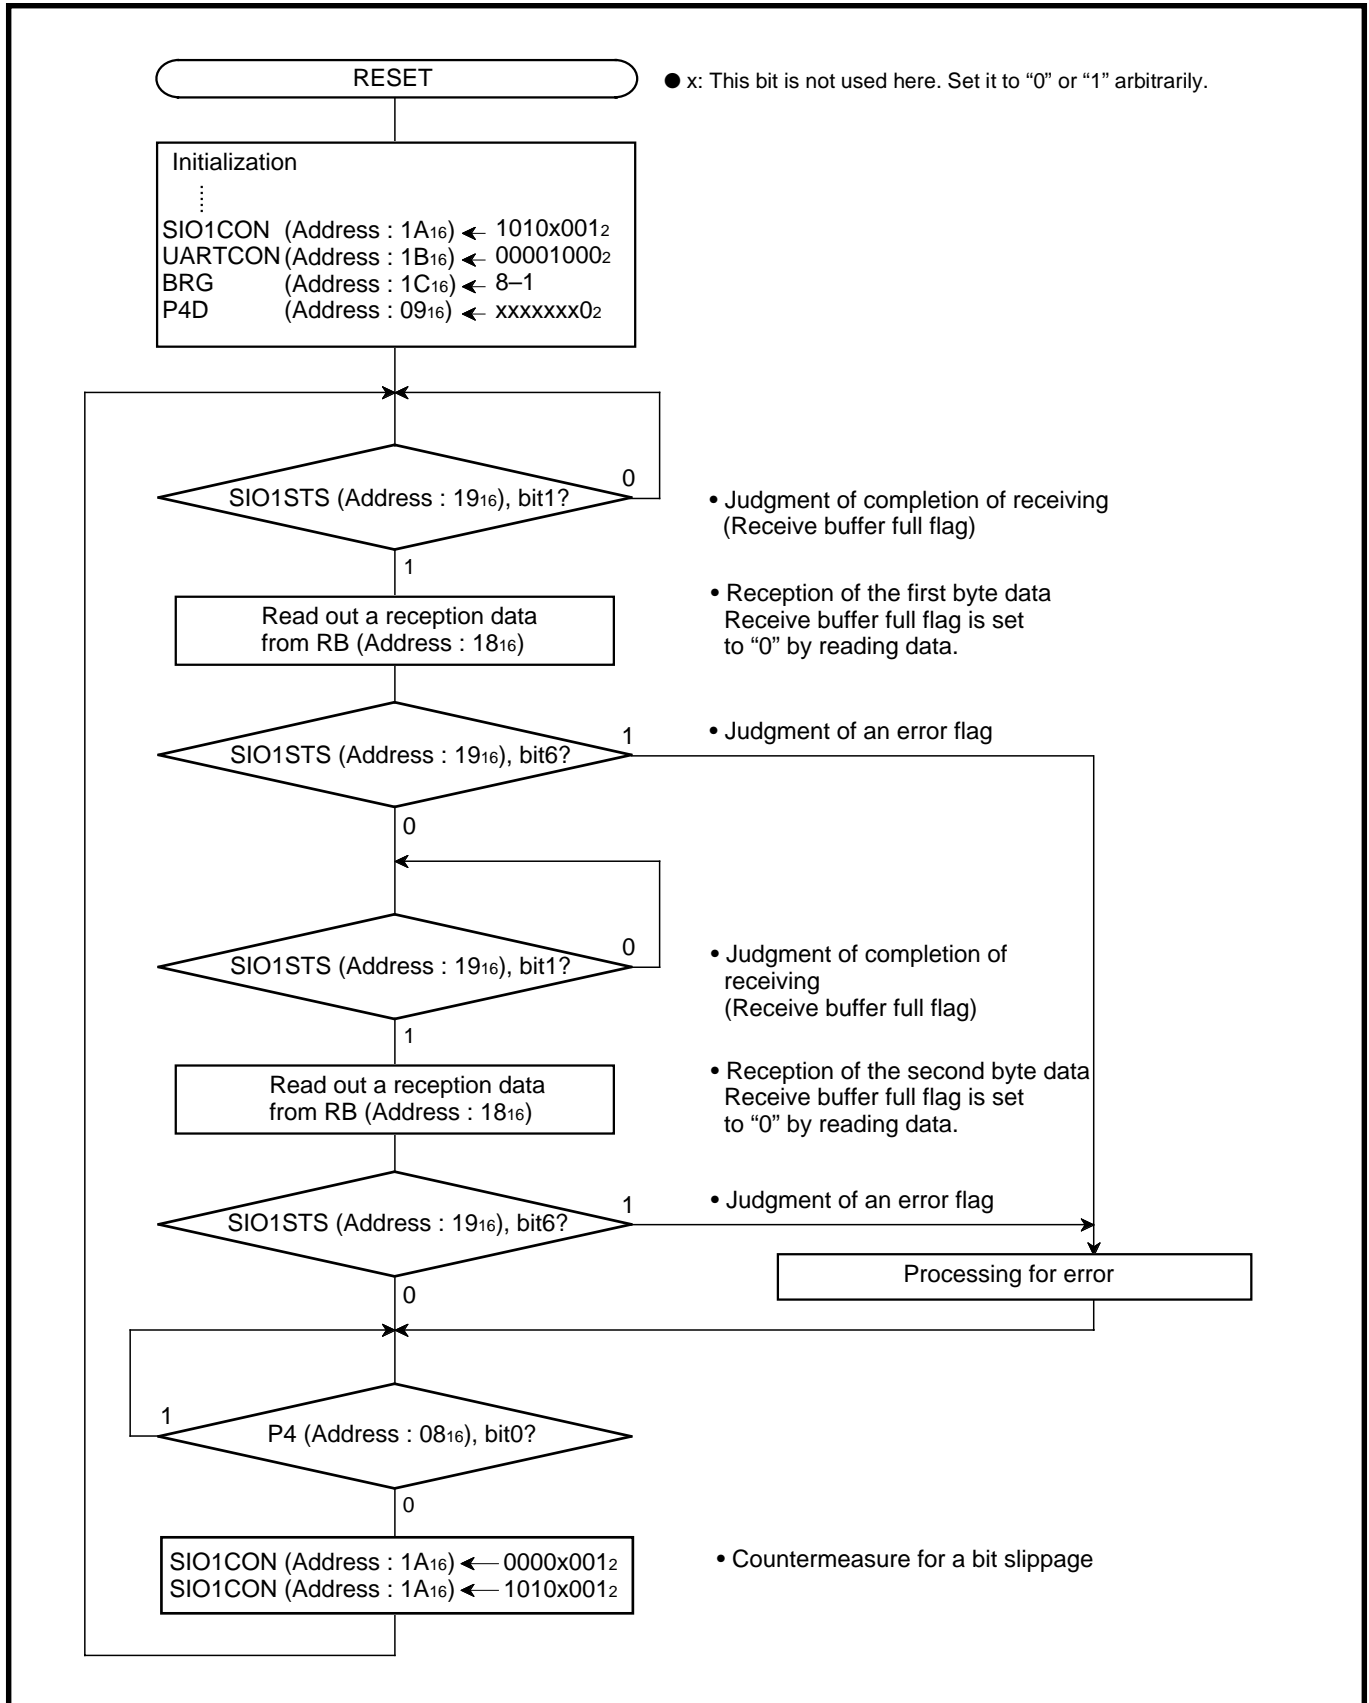 RESET
● x: This bit is not used here. Set it to “0” or “1” arbitrarily.
Initialization
SIO1CON (Address : 1A16) ← 1010x0012
UARTCON (Address : 1B16) ← 000010002
BRG (Address : 1C16) ← 8–1
P4D (Address : 0916) ← xxxxxxx02
SIO1STS (Address : 1916), bit1?
0
• Judgment of completion of receiving
(Receive buffer full flag)
1
Read out a reception data
from RB (Address : 1816)
• Reception of the first byte data
Receive buffer full flag is set
to “0” by reading data.
SIO1STS (Address : 1916), bit6?
1
• Judgment of an error flag
0
SIO1STS (Address : 1916), bit1?
0
• Judgment of completion of
receiving
(Receive buffer full flag)
1
Read out a reception data
from RB (Address : 1816)
• Reception of the second byte data
Receive buffer full flag is set
to “0” by reading data.
SIO1STS (Address : 1916), bit6?
1
• Judgment of an error flag
Processing for error
0
1
P4 (Address : 0816), bit0?
0
SIO1CON (Address : 1A16) ← 0000x0012
SIO1CON (Address : 1A16) ← 1010x0012
• Countermeasure for a bit slippage